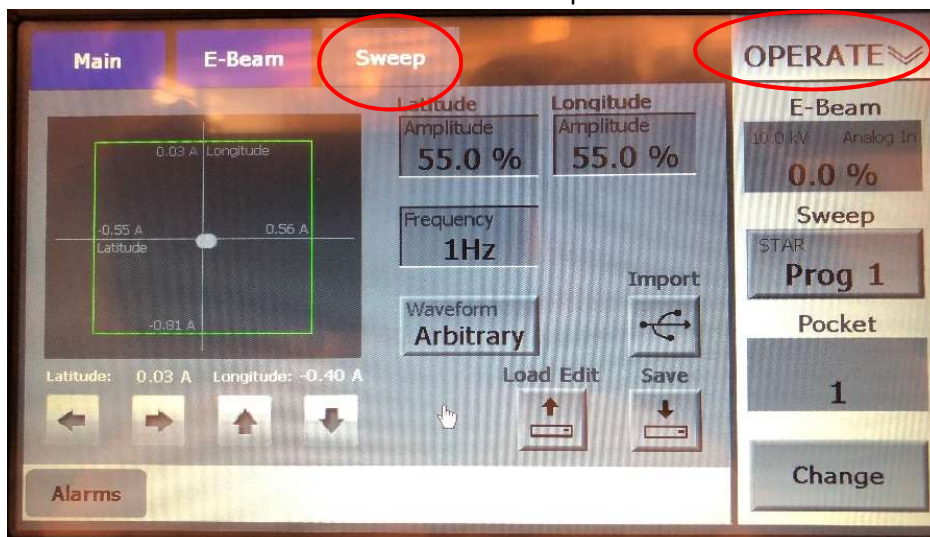 Main E-Beam Sweep OPERATE
Latitude Longitude
Amplitude Amplitude
55.0 % 55.0 %
0.03 A Longitude
-0.55 A 0.56 A
Latitude
-0.81 A
Frequency
1Hz
Waveform
Arbitrary
Import
Latitude: 0.03 A Longitude: -0.40 A
Load Edit Save
Alarms
E-Beam
10.0 kV Analog In
0.0 %
Sweep
STAR
Prog 1
Pocket
1
Change